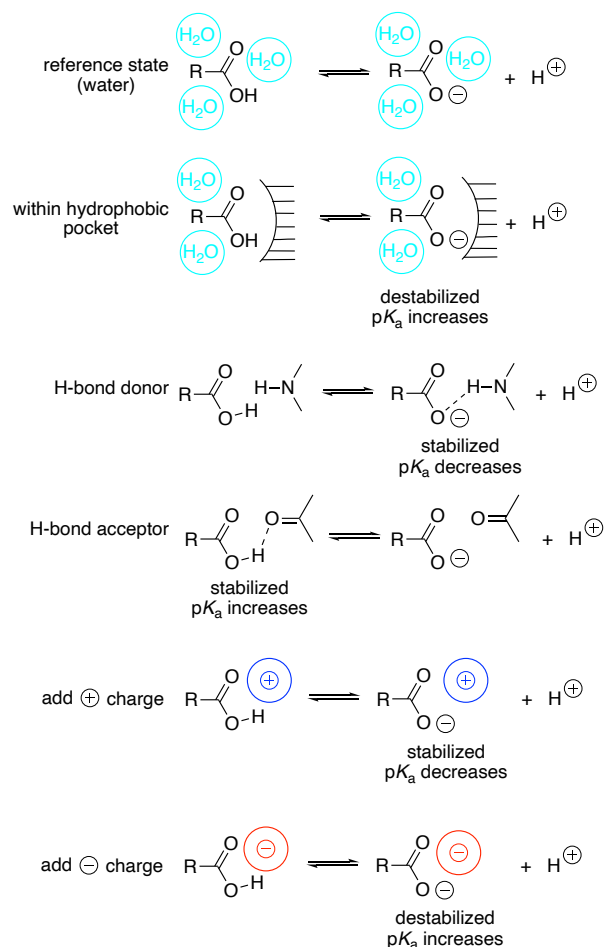 H₂O
O
reference state
(water)
R
H₂O
OH
H₂O
H₂O
O
R
H₂O
O ⊖
H₂O
+ H⊕
H₂O
O
within hydrophobic
pocket
R
OH
H₂O
H₂O
O
R
O ⊖
H₂O
+ H⊕
destabilized
pKa increases
H-bond donor
O
R
O-H
H-N
O
R
O ⊖
H-N
+ H⊕
stabilized
pKa decreases
H-bond acceptor
O
R
O-H
O
stabilized
pKa increases
O
R
O ⊖
O
+ H⊕
add ⊕ charge
O
R
O-H
⊕
O
R
O ⊖
⊕
+ H⊕
stabilized
pKa decreases
add ⊖ charge
O
R
O-H
⊖
O
R
O ⊖
⊖
+ H⊕
destabilized
pKa increases